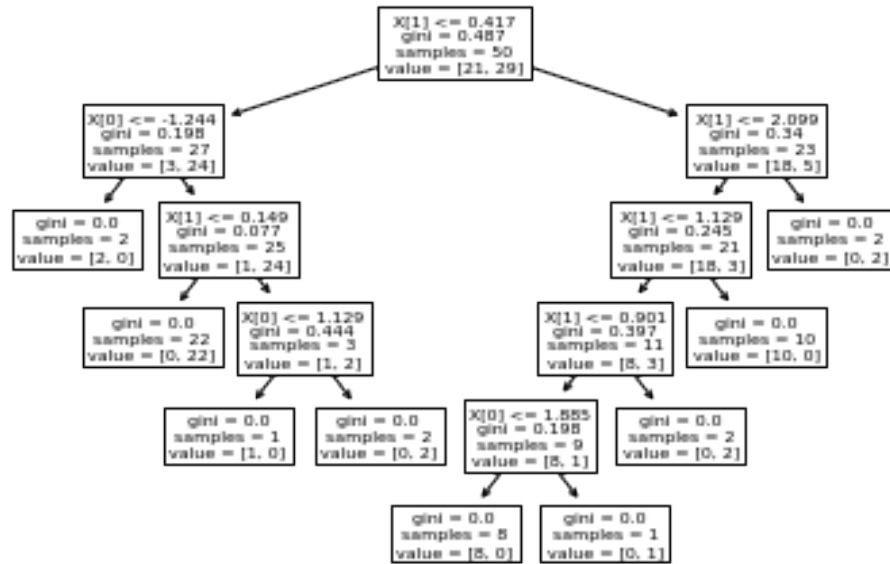 X[1] <= 0.417
gini = 0.487
samples = 50
value = [21, 29]
X[0] <= -1.244
gini = 0.198
samples = 27
value = [3, 24]
X[1] <= 2.099
gini = 0.34
samples = 23
value = [18, 5]
gini = 0.0
samples = 2
value = [2, 0]
X[1] <= 0.149
gini = 0.077
samples = 25
value = [1, 24]
X[1] <= 1.129
gini = 0.245
samples = 21
value = [18, 3]
gini = 0.0
samples = 2
value = [0, 2]
gini = 0.0
samples = 22
value = [0, 22]
X[0] <= 1.129
gini = 0.444
samples = 3
value = [1, 2]
X[1] <= 0.901
gini = 0.397
samples = 11
value = [8, 3]
gini = 0.0
samples = 10
value = [10, 0]
gini = 0.0
samples = 1
value = [1, 0]
gini = 0.0
samples = 2
value = [0, 2]
X[0] <= 1.885
gini = 0.198
samples = 9
value = [8, 1]
gini = 0.0
samples = 2
value = [0, 2]
gini = 0.0
samples = 8
value = [8, 0]
gini = 0.0
samples = 1
value = [0, 1]